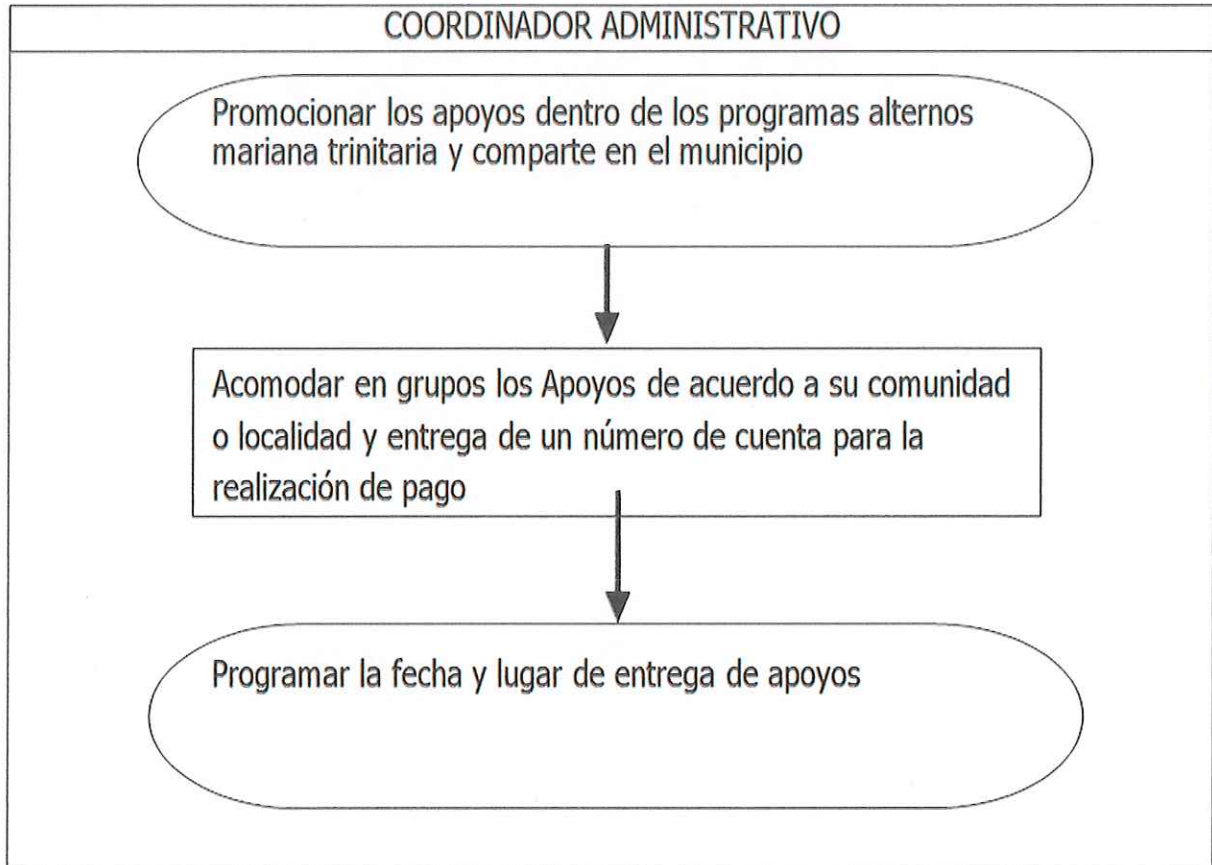 COORDINADOR ADMINISTRATIVO
Promocionar los apoyos dentro de los programas alternos
mariana trinitaria y comparte en el municipio
Acomodar en grupos los Apoyos de acuerdo a su comunidad
o localidad y entrega de un número de cuenta para la
realización de pago
Programar la fecha y lugar de entrega de apoyos